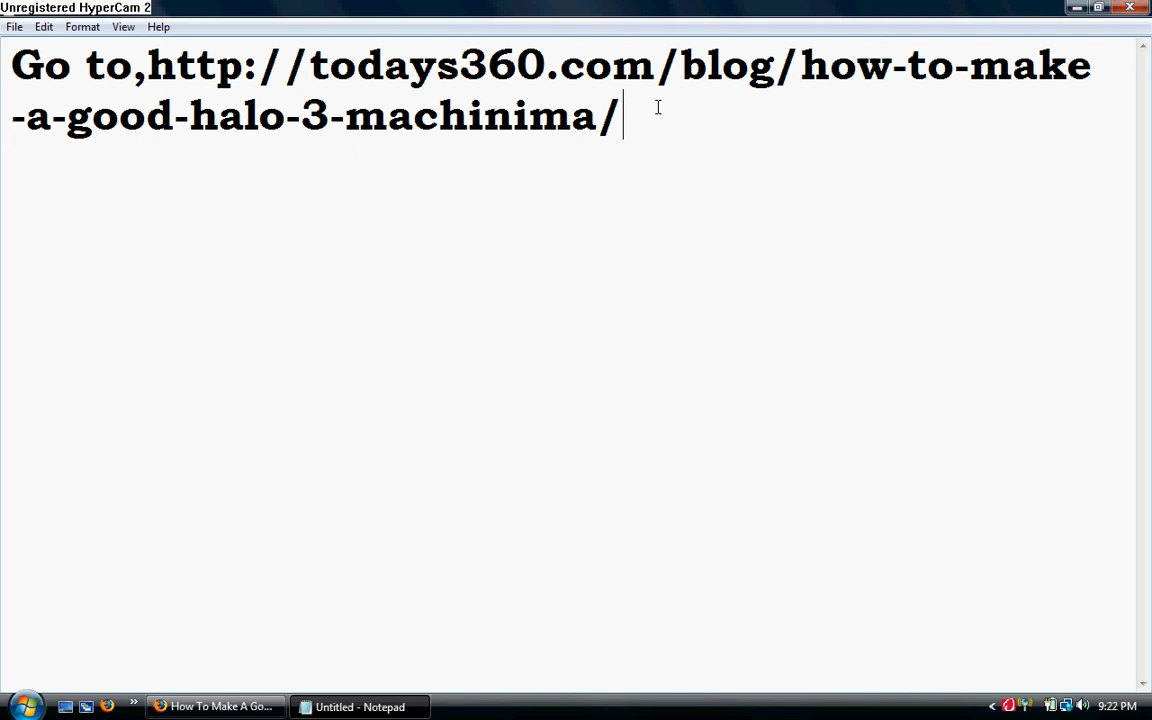 Unregistered HyperCam 2
File Edit Format View Help
Go to,http://todays360.com/blog/how-to-make
-a-good-halo-3-machinima/
How To Make A Go... Untitled - Notepad 9:22 PM